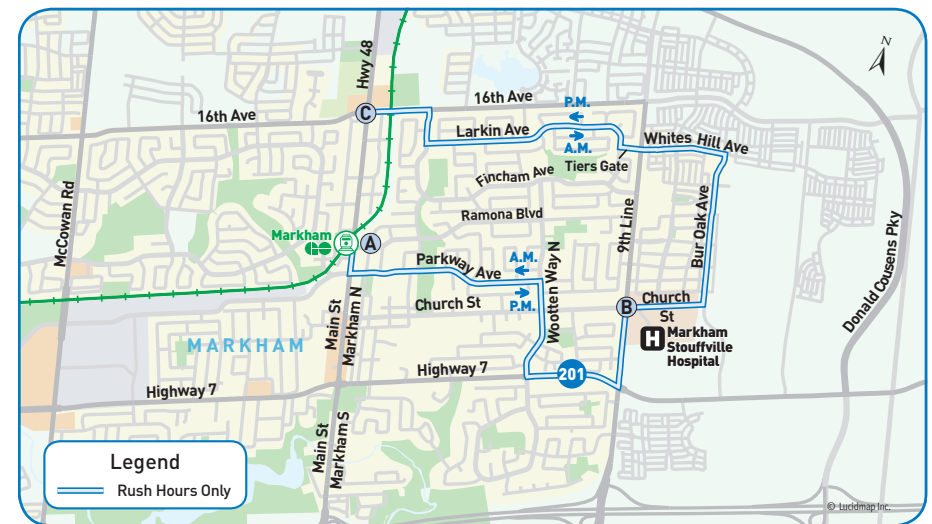 N
Hwy 48
16th Ave
P.M.
C
16th Ave
Larkin Ave
Whites Hill Ave
A.M.
Tiers Gate
Fincham Ave
McCowan Rd
Ramona Blvd
9th Line
Bur Oak Ave
Markham
A
Donald Cousens Pky
Parkway Ave
A.M.
Wootten Way N
Church St
P.M.
B
Church
St
Main St
Markham N
H
Markham
Stouffville
Hospital
MARKHAM
Highway 7
201
Highway 7
Main St
Markham S
Legend
Rush Hours Only
© Lucidmap Inc.